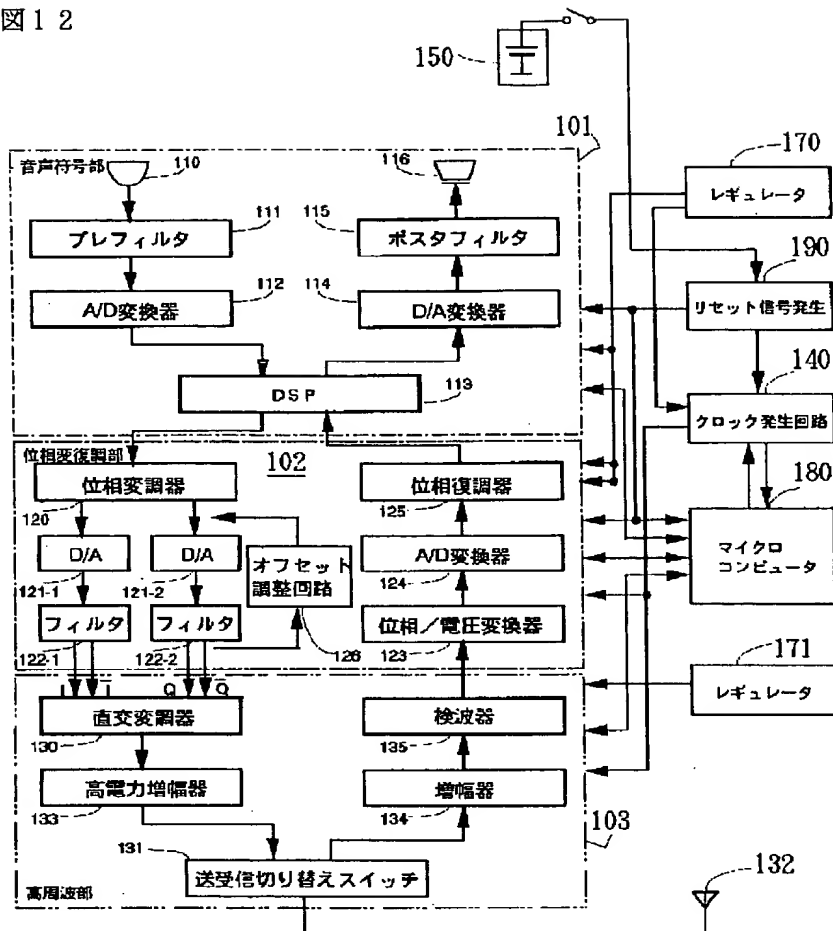 図12
150
101
音声符号部
110
116
170
レギュレータ
プレフィルタ
111
115
ポスタフィルタ
190
A/D変換器
112
114
D/A変換器
リセット信号発生
140
DSP
113
クロック発生回路
位相変復調部
102
180
位相変調器
120
位相復調器
125
D/A
121-1
D/A
121-2
オフセット
調整回路
126
A/D変換器
124
マイクロ
コンピュータ
フィルタ
122-1
フィルタ
122-2
位相/電圧変換器
123
171
レギュレータ
I
I
Q
Q
直交変調器
130
検波器
135
高電力増幅器
133
増幅器
134
103
131
送受信切り替えスイッチ
132
高周波部